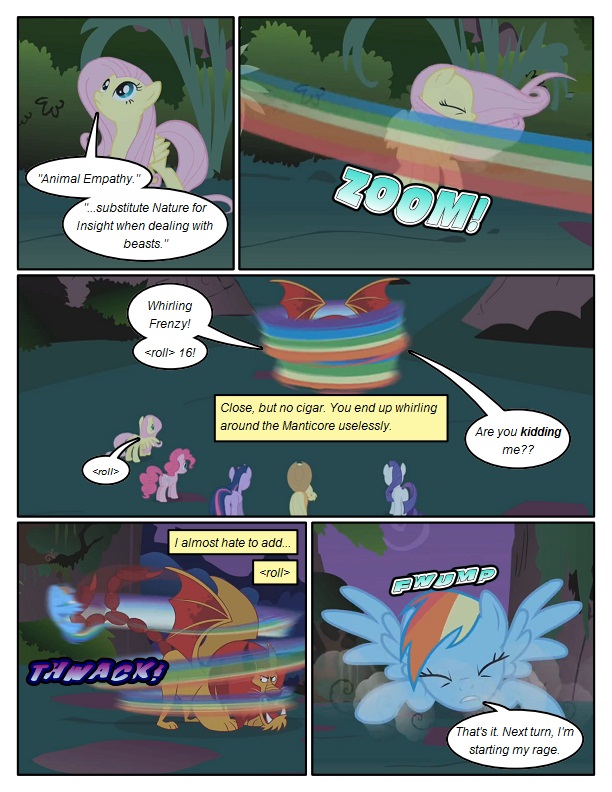 "Animal Empathy."
"...substitute Nature for
Insight when dealing with
beasts."
ZOOM!
Whirling
Frenzy!
<roll> 16!
Close, but no cigar. You end up whirling
around the Manticore uselessly.
Are you kidding
me??
<roll>
I almost hate to add...
<roll>
THWACK!
FWUMP
That's it. Next turn, I'm
starting my rage.